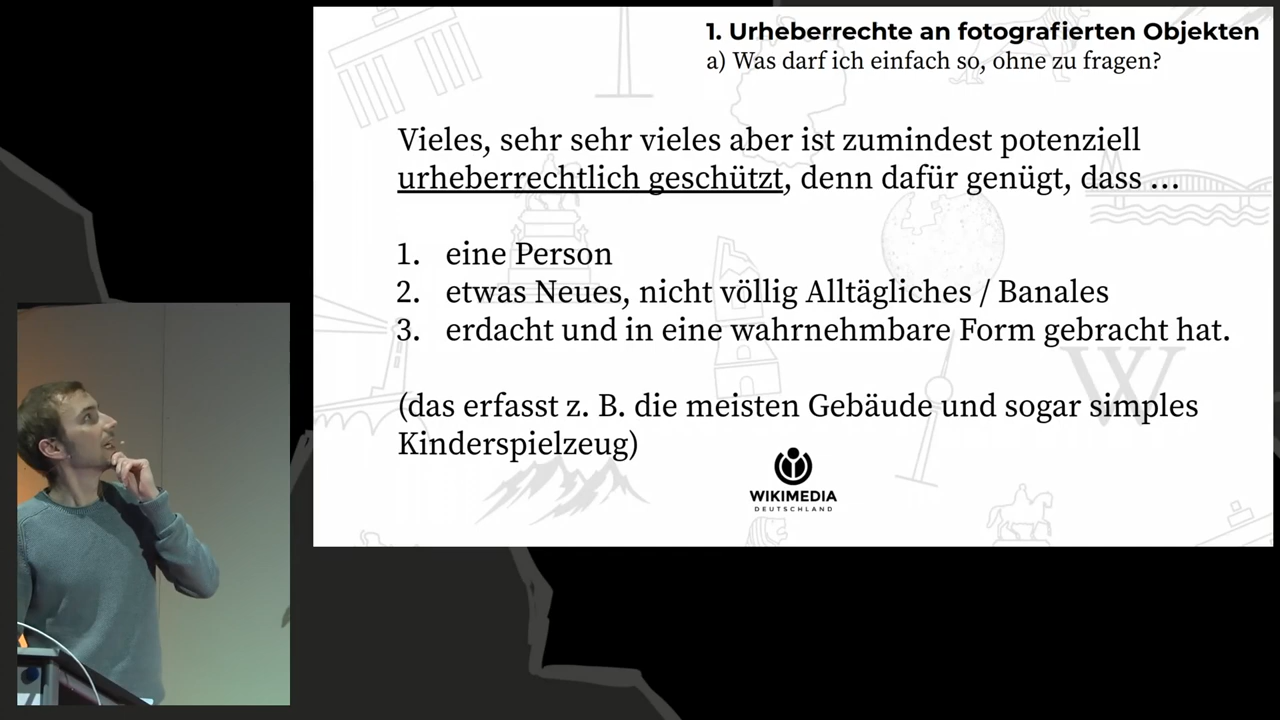 1. Urheberrechte an fotografierten Objekten
a) Was darf ich einfach so, ohne zu fragen?
Vieles, sehr sehr vieles aber ist zumindest potenziell
urheberrechtlich geschützt, denn dafür genügt, dass …
1. eine Person
2. etwas Neues, nicht völlig Alltägliches / Banales
3. erdacht und in eine wahrnehmbare Form gebracht hat.
(das erfasst z. B. die meisten Gebäude und sogar simples
Kinderspielzeug)
W
WIKIMEDIA
DEUTSCHLAND